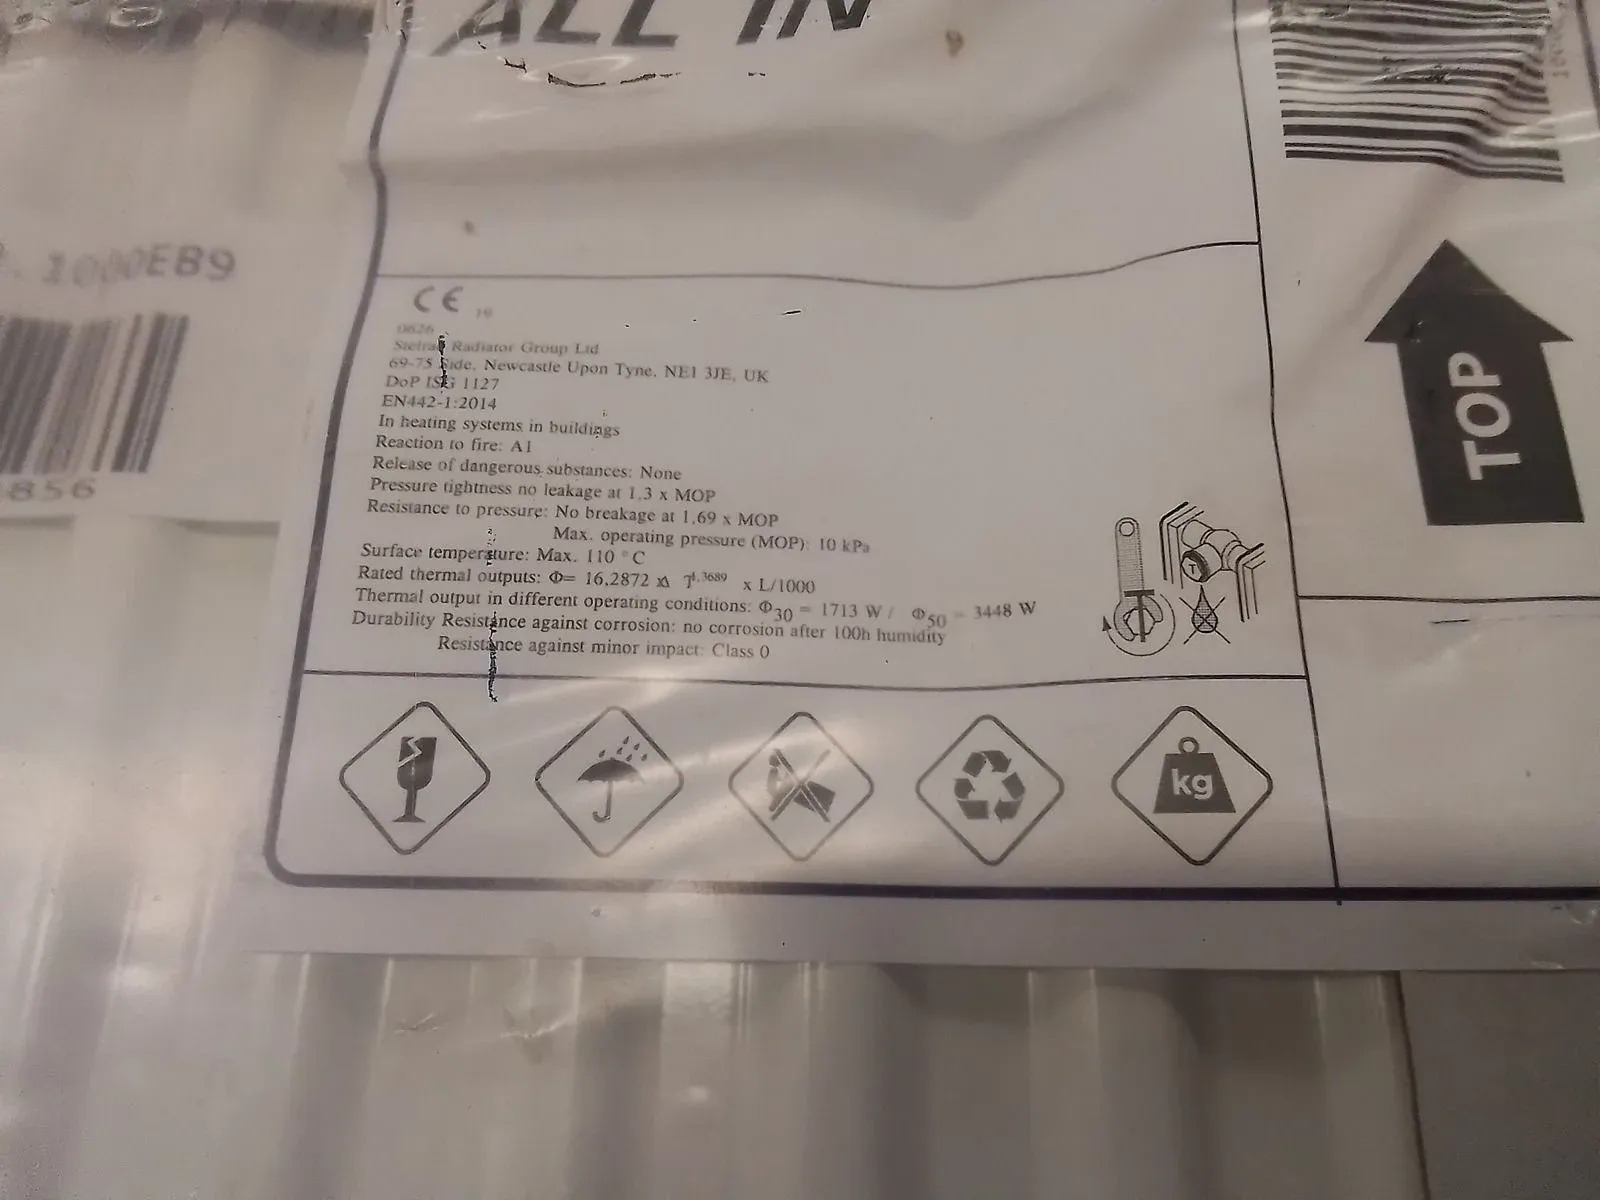 ALL IN
1000EB9
856
CE 19
0626
Stelrad Radiator Group Ltd
69-75 Side, Newcastle Upon Tyne, NE1 3JE, UK
DoP ISG 1127
EN442-1:2014
In heating systems in buildings
Reaction to fire: A1
Release of dangerous substances: None
Pressure tightness no leakage at 1,3 x MOP
Resistance to pressure: No breakage at 1,69 x MOP
Max. operating pressure (MOP): 10 kPa
Surface temperature: Max. 110 °C
Rated thermal outputs: Φ= 16,2872 x Δ T^1,3689 x L/1000
Thermal output in different operating conditions: Φ30 = 1713 W / Φ50 = 3448 W
Durability Resistance against corrosion: no corrosion after 100h humidity
Resistance against minor impact: Class 0
T
kg
TOP